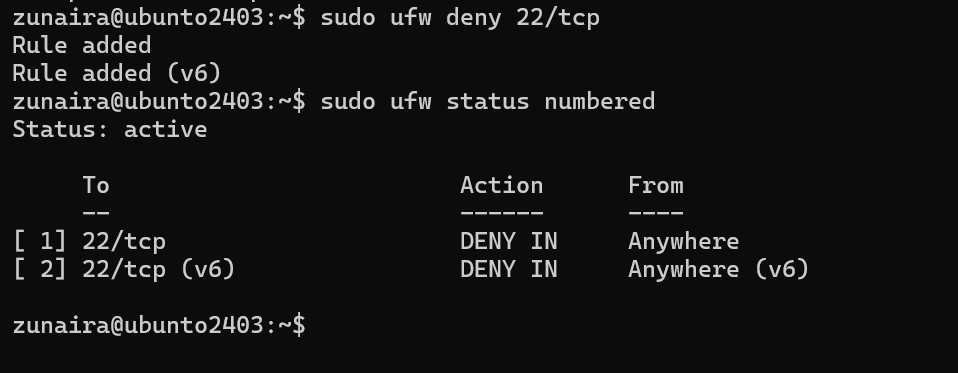 zunaira@ubunto2403:~$ sudo ufw deny 22/tcp
Rule added
Rule added (v6)
zunaira@ubunto2403:~$ sudo ufw status numbered
Status: active
     To                         Action      From
     --                         ------      ----
[ 1] 22/tcp                     DENY IN     Anywhere
[ 2] 22/tcp (v6)                DENY IN     Anywhere (v6)
zunaira@ubunto2403:~$